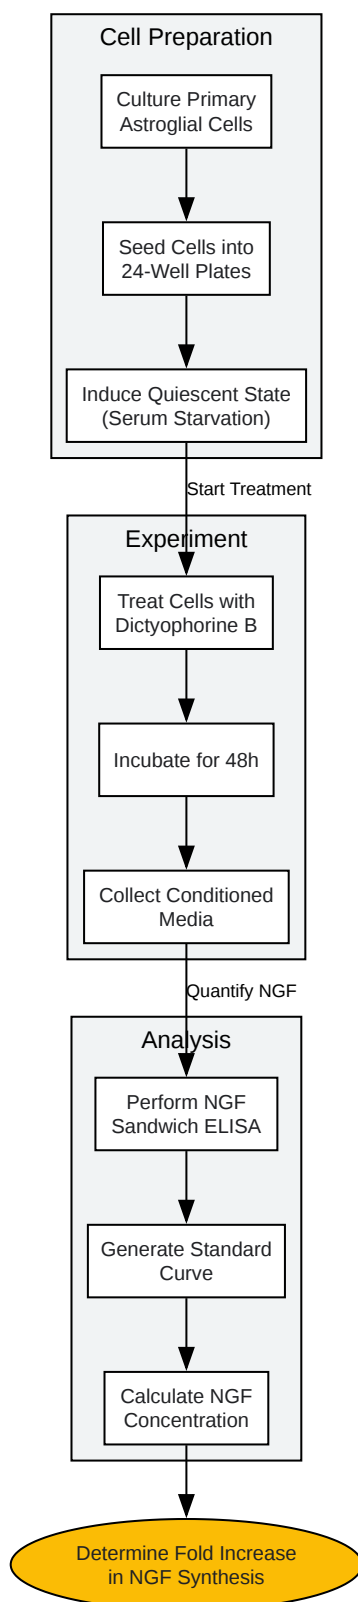 Cell Preparation
Culture Primary
Astroglial Cells
Seed Cells into
24-Well Plates
Induce Quiescent State
(Serum Starvation)
Start Treatment
Experiment
Treat Cells with
Dictyophorine B
Incubate for 48h
Collect Conditioned
Media
Quantify NGF
Analysis
Perform NGF
Sandwich ELISA
Generate Standard
Curve
Calculate NGF
Concentration
Determine Fold Increase
in NGF Synthesis